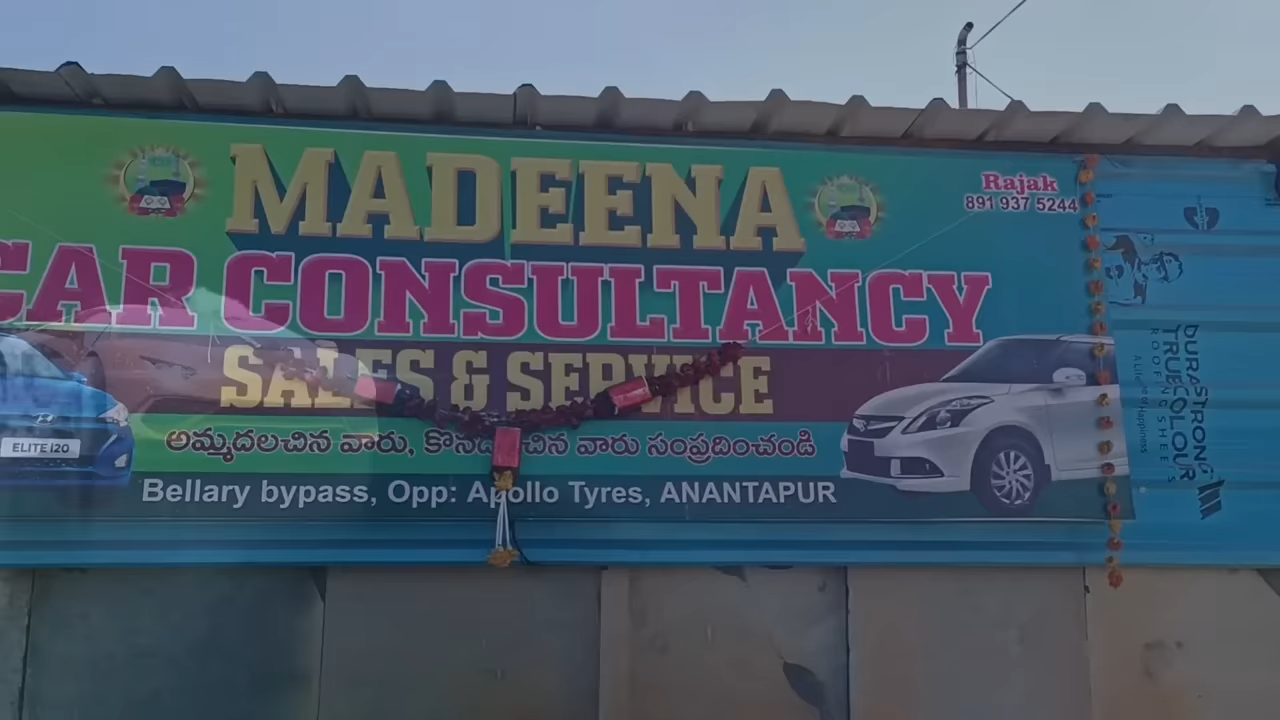 MADEENA
Rajak
891 937 5244
CAR CONSULTANCY
SALES & SERVICE
అమ్మదలచిన వారు, చిన వారు సంప్రదించండి
Bellary bypass, Opp: Apollo Tyres, ANANTAPUR
ELITE i20
DURASTRONG
TRUECOLOUR
ROOFING SHEETS